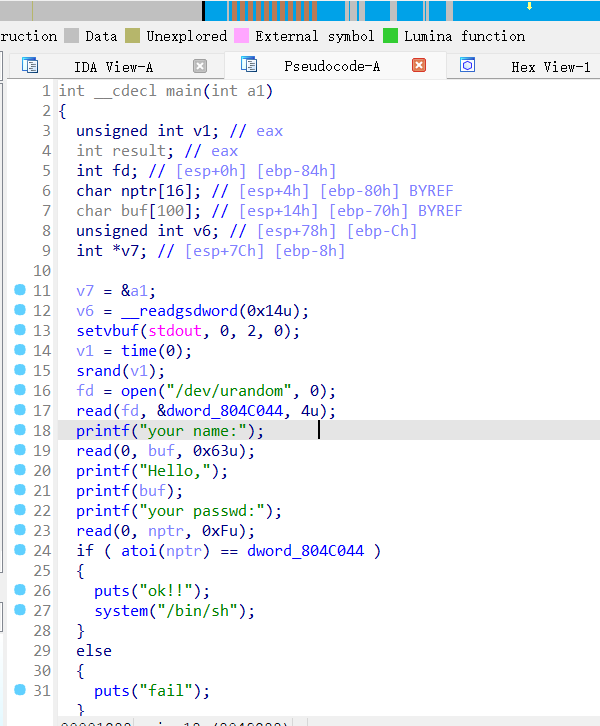 ruction Data Unexplored External symbol Lumina function
IDA View-A Pseudocode-A Hex View-1
1 int __cdecl main(int a1)
2 {
3 unsigned int v1; // eax
4 int result; // eax
5 int fd; // [esp+0h] [ebp-84h]
6 char nptr[16]; // [esp+4h] [ebp-80h] BYREF
7 char buf[100]; // [esp+14h] [ebp-70h] BYREF
8 unsigned int v6; // [esp+78h] [ebp-Ch]
9 int *v7; // [esp+7Ch] [ebp-8h]
10
11 v7 = &a1;
12 v6 = __readgsdword(0x14u);
13 setvbuf(stdout, 0, 2, 0);
14 v1 = time(0);
15 srand(v1);
16 fd = open("/dev/urandom", 0);
17 read(fd, &dword_804C044, 4u);
18 printf("your name:");
19 read(0, buf, 0x63u);
20 printf("Hello,");
21 printf(buf);
22 printf("your passwd:");
23 read(0, nptr, 0xFu);
24 if ( atoi(nptr) == dword_804C044 )
25 {
26 puts("ok!!");
27 system("/bin/sh");
28 }
29 else
30 {
31 puts("fail");
}